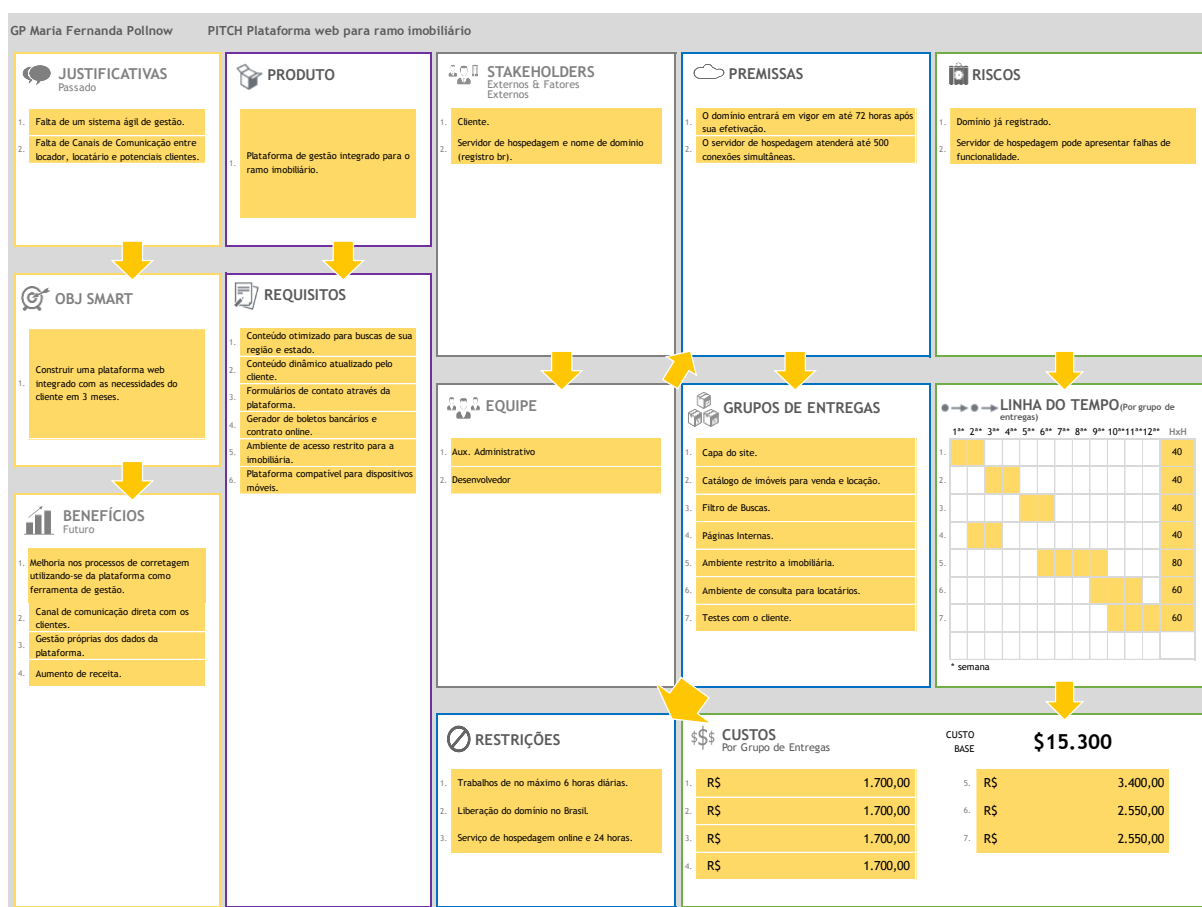 GP Maria Fernanda Pollnow PITCH Plataforma web para ramo imobiliário
JUSTIFICATIVAS
Passado
1. Falta de um sistema ágil de gestão.
2. Falta de Canais de Comunicação entre
locador, locatário e potenciais clientes.
OBJ SMART
1. Construir uma plataforma web
integrado com as necesidades do
cliente em 3 meses.
BENEFÍCIOS
Futuro
1. Melhoria nos processos de corretagem
utilizando-se da plataforma como
ferramenta de gestão.
2. Canal de comunicação direta com os
clientes.
3. Gestão próprias dos dados da
plataforma.
4. Aumento de receita.
PRODUTO
1. Plataforma de gestão integrado para o
ramo imobiliário.
REQUISITOS
1. Conteúdo otimizado para buscas de sua
região e estado.
2. Conteúdo dinâmico atualizado pelo
cliente.
3. Formulários de contato através da
plataforma.
4. Gerador de boletos bancários e
contrato online.
5. Ambiente de acesso restrito para a
imobiliária.
6. Plataforma compatível para dispositivos
móveis.
STAKEHOLDERS
Externos & Fatores
Externos
1. Cliente.
2. Servidor de hospedagem e nome de domínio
(registro br).
EQUIPE
1. Aux. Administrativo
2. Desenvolvedor
PREMISSAS
1. O domínio entrará em vigor em até 72 horas após
sua efetivação.
2. O servidor de hospedagem atenderá até 500
conexões simultâneas.
GRUPOS DE ENTREGAS
1. Capa do site.
2. Catálogo de imóveis para venda e locação.
3. Filtro de Buscas.
4. Páginas Internas.
5. Ambiente restrito a imobiliária.
6. Ambiente de consulta para locatários.
7. Testes com o cliente.
RISCOS
1. Domínio já registrado.
2. Servidor de hospedagem pode apresentar falhas de
funcionalidade.
LINHA DO TEMPO (Por grupo de
entregas)
1ª* 2ª* 3ª* 4ª* 5ª* 6ª* 7ª* 8ª* 9ª* 10ª* 11ª* 12ª* HxH
1. 40
2. 40
3. 40
4. 40
5. 80
6. 60
7. 60
* semana
RESTRIÇÕES
1. Trabalhos de no máximo 6 horas diárias.
2. Liberação do domínio no Brasil.
3. Serviço de hospedagem online e 24 horas.
$$$ CUSTOS
Por Grupo de Entregas
CUSTO
BASE
$15.300
1. R$ 1.700,00
2. R$ 1.700,00
3. R$ 1.700,00
4. R$ 1.700,00
5. R$ 3.400,00
6. R$ 2.550,00
7. R$ 2.550,00